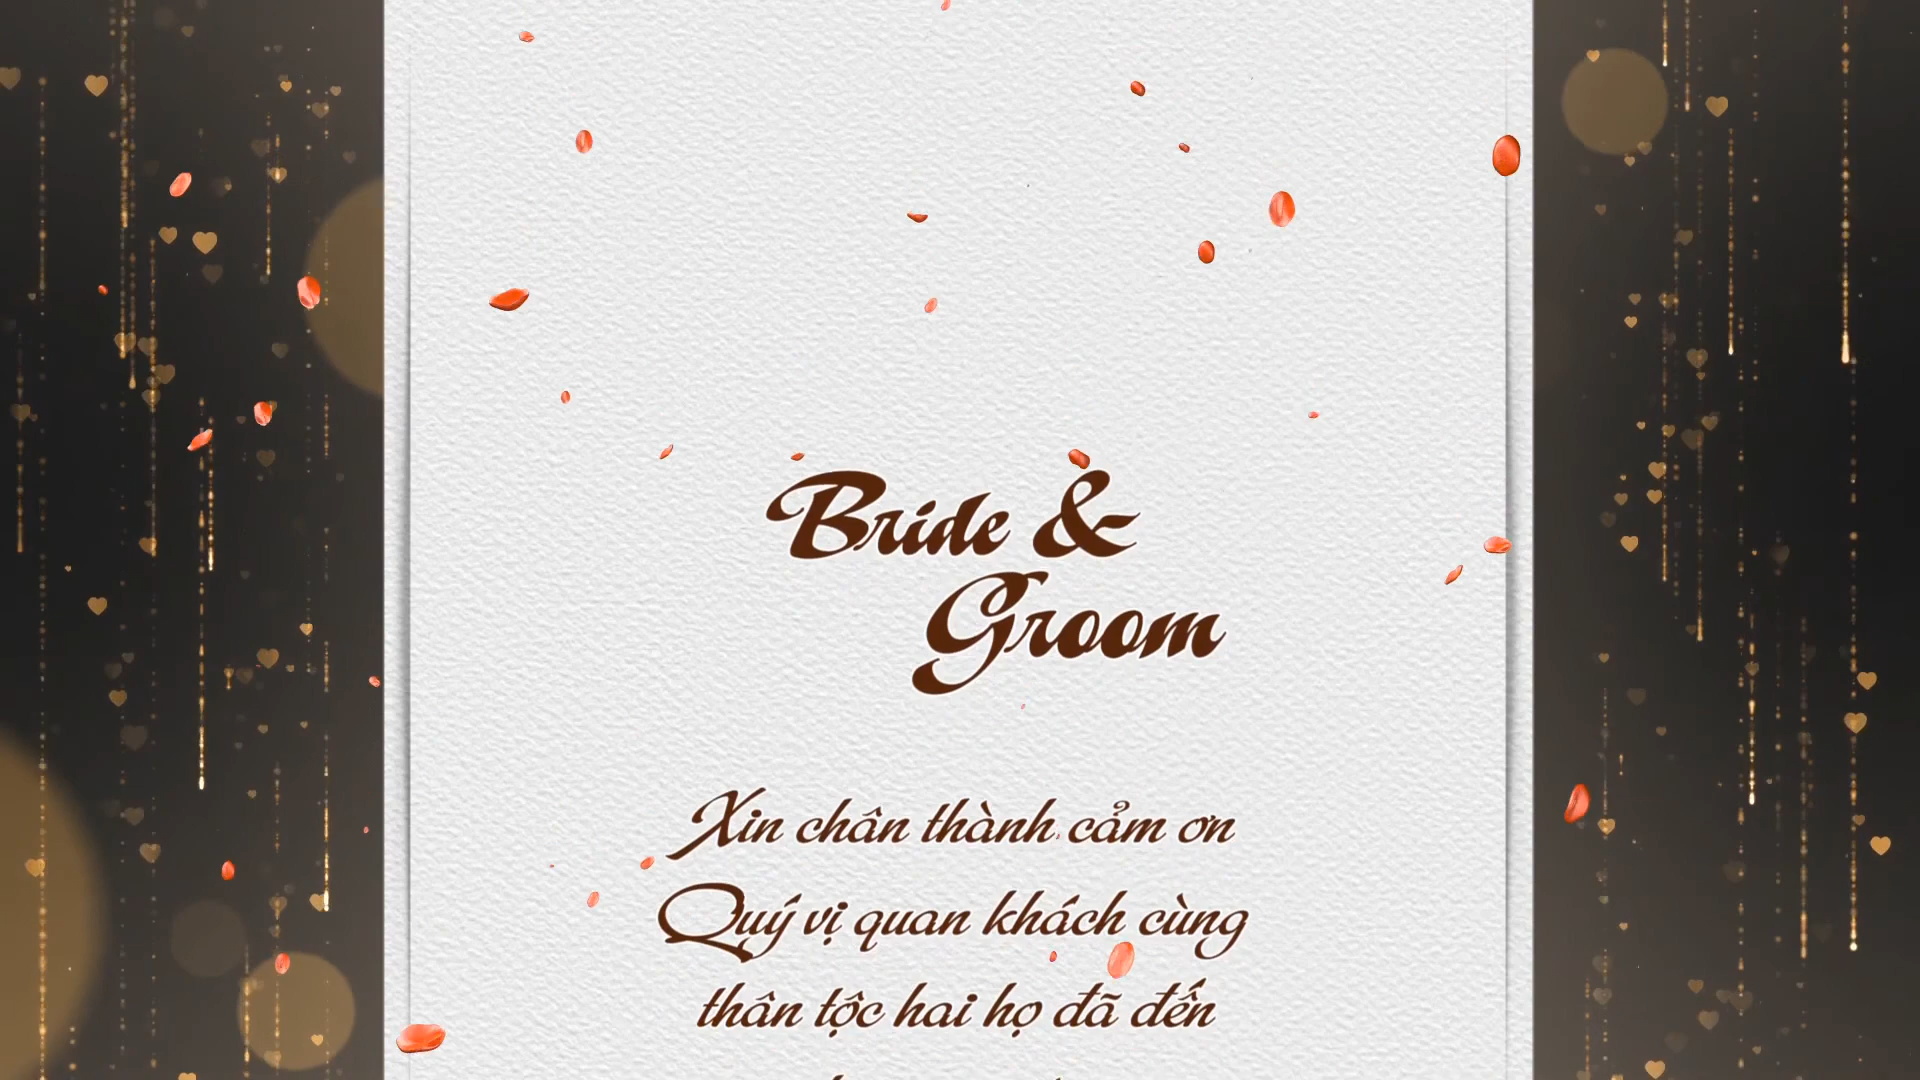 Bride &
Groom
Xin chân thành cảm ơn
Quý vị quan khách cùng
thân tộc hai họ đã đến